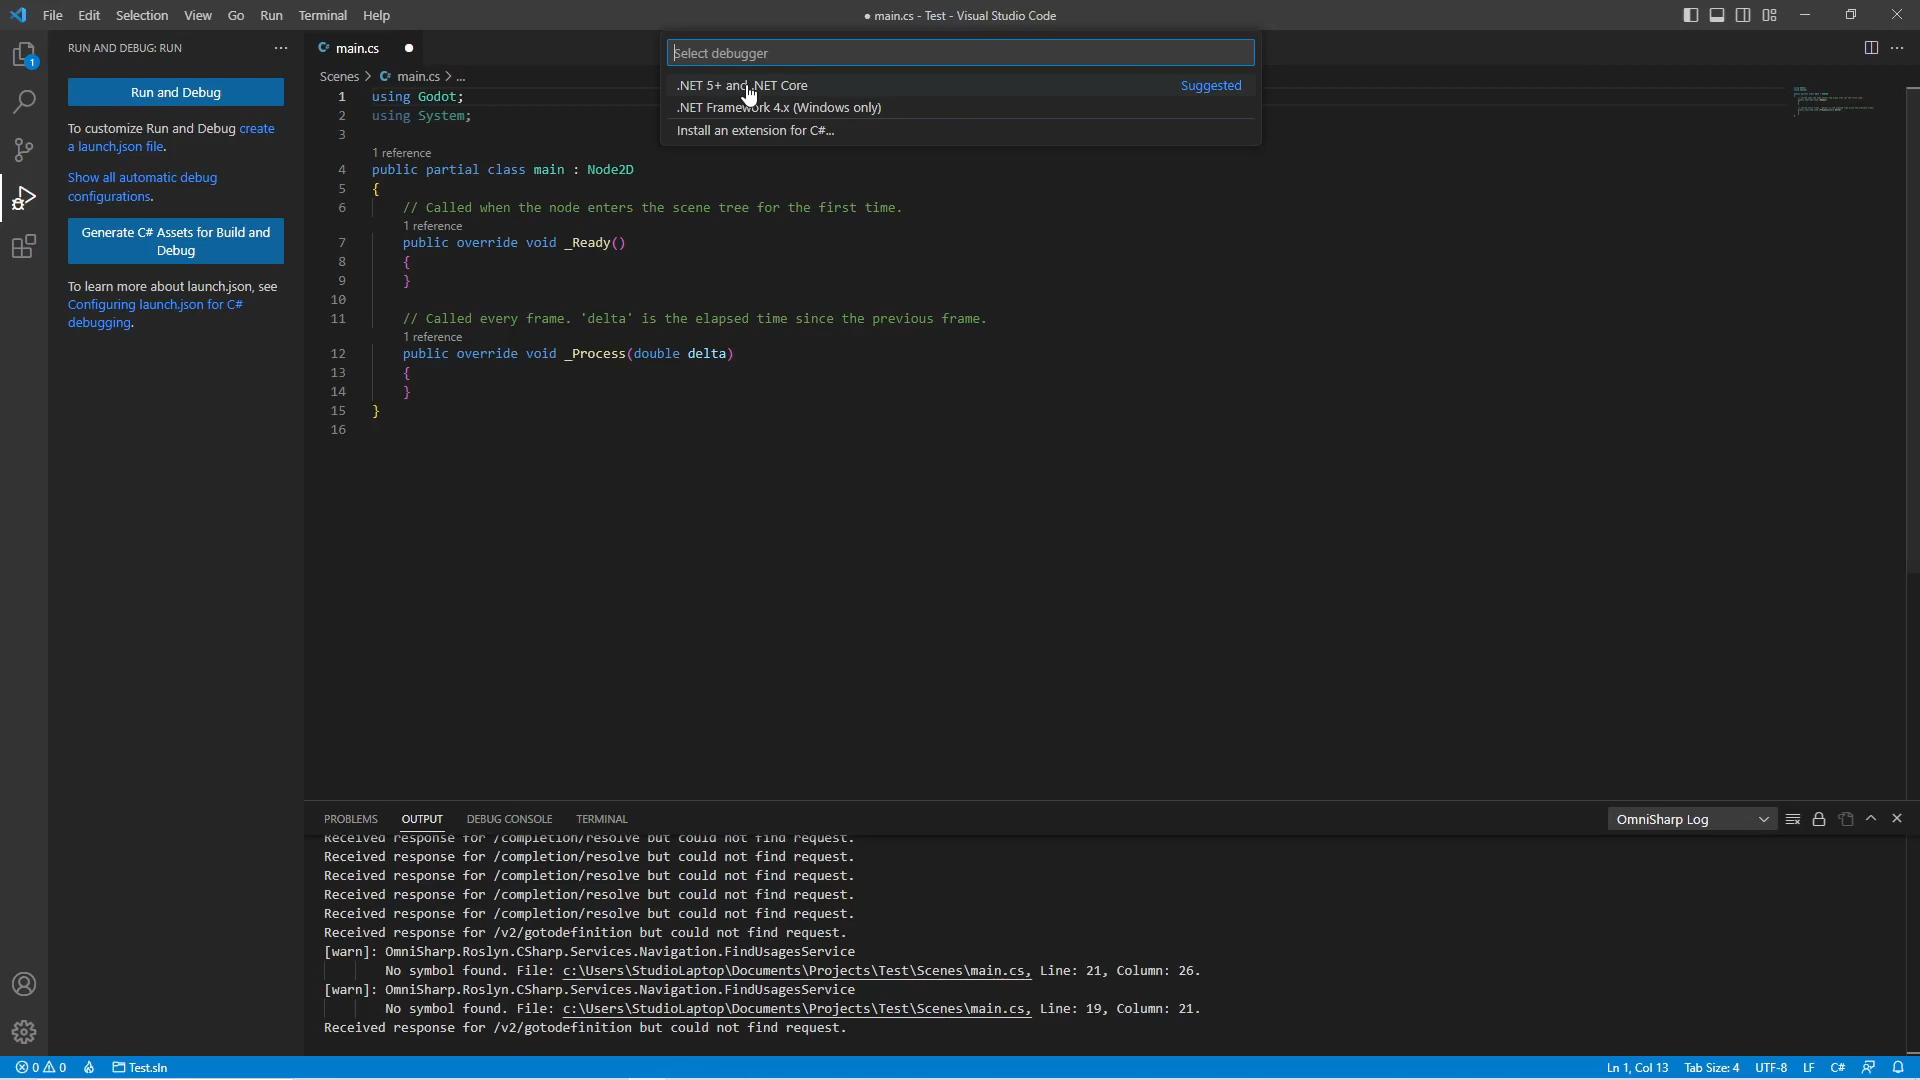 File Edit Selection View Go Run Terminal Help
● main.cs - Test - Visual Studio Code
RUN AND DEBUG: RUN
1
Run and Debug
To customize Run and Debug create
a launch.json file.
Show all automatic debug
configurations.
Generate C# Assets for Build and
Debug
To learn more about launch.json, see
Configuring launch.json for C#
debugging.
main.cs
Scenes > main.cs > ...
Select debugger
.NET 5+ and .NET Core Suggested
.NET Framework 4.x (Windows only)
Install an extension for C#...
1 using Godot;
2 using System;
3
1 reference
4 public partial class main : Node2D
5 {
6 // Called when the node enters the scene tree for the first time.
1 reference
7 public override void _Ready()
8 {
9 }
10
11 // Called every frame. 'delta' is the elapsed time since the previous frame.
1 reference
12 public override void _Process(double delta)
13 {
14 }
15 }
16
PROBLEMS OUTPUT DEBUG CONSOLE TERMINAL
OmniSharp Log
Received response for /completion/resolve but could not find request.
Received response for /completion/resolve but could not find request.
Received response for /completion/resolve but could not find request.
Received response for /completion/resolve but could not find request.
Received response for /completion/resolve but could not find request.
Received response for /v2/gotodefinition but could not find request.
[warn]: OmniSharp.Roslyn.CSharp.Services.Navigation.FindUsagesService
No symbol found. File: c:\Users\StudioLaptop\Documents\Projects\Test\Scenes\main.cs, Line: 21, Column: 26.
[warn]: OmniSharp.Roslyn.CSharp.Services.Navigation.FindUsagesService
No symbol found. File: c:\Users\StudioLaptop\Documents\Projects\Test\Scenes\main.cs, Line: 19, Column: 21.
Received response for /v2/gotodefinition but could not find request.
0 0 Test.sln
Ln 1, Col 13 Tab Size: 4 UTF-8 LF C#